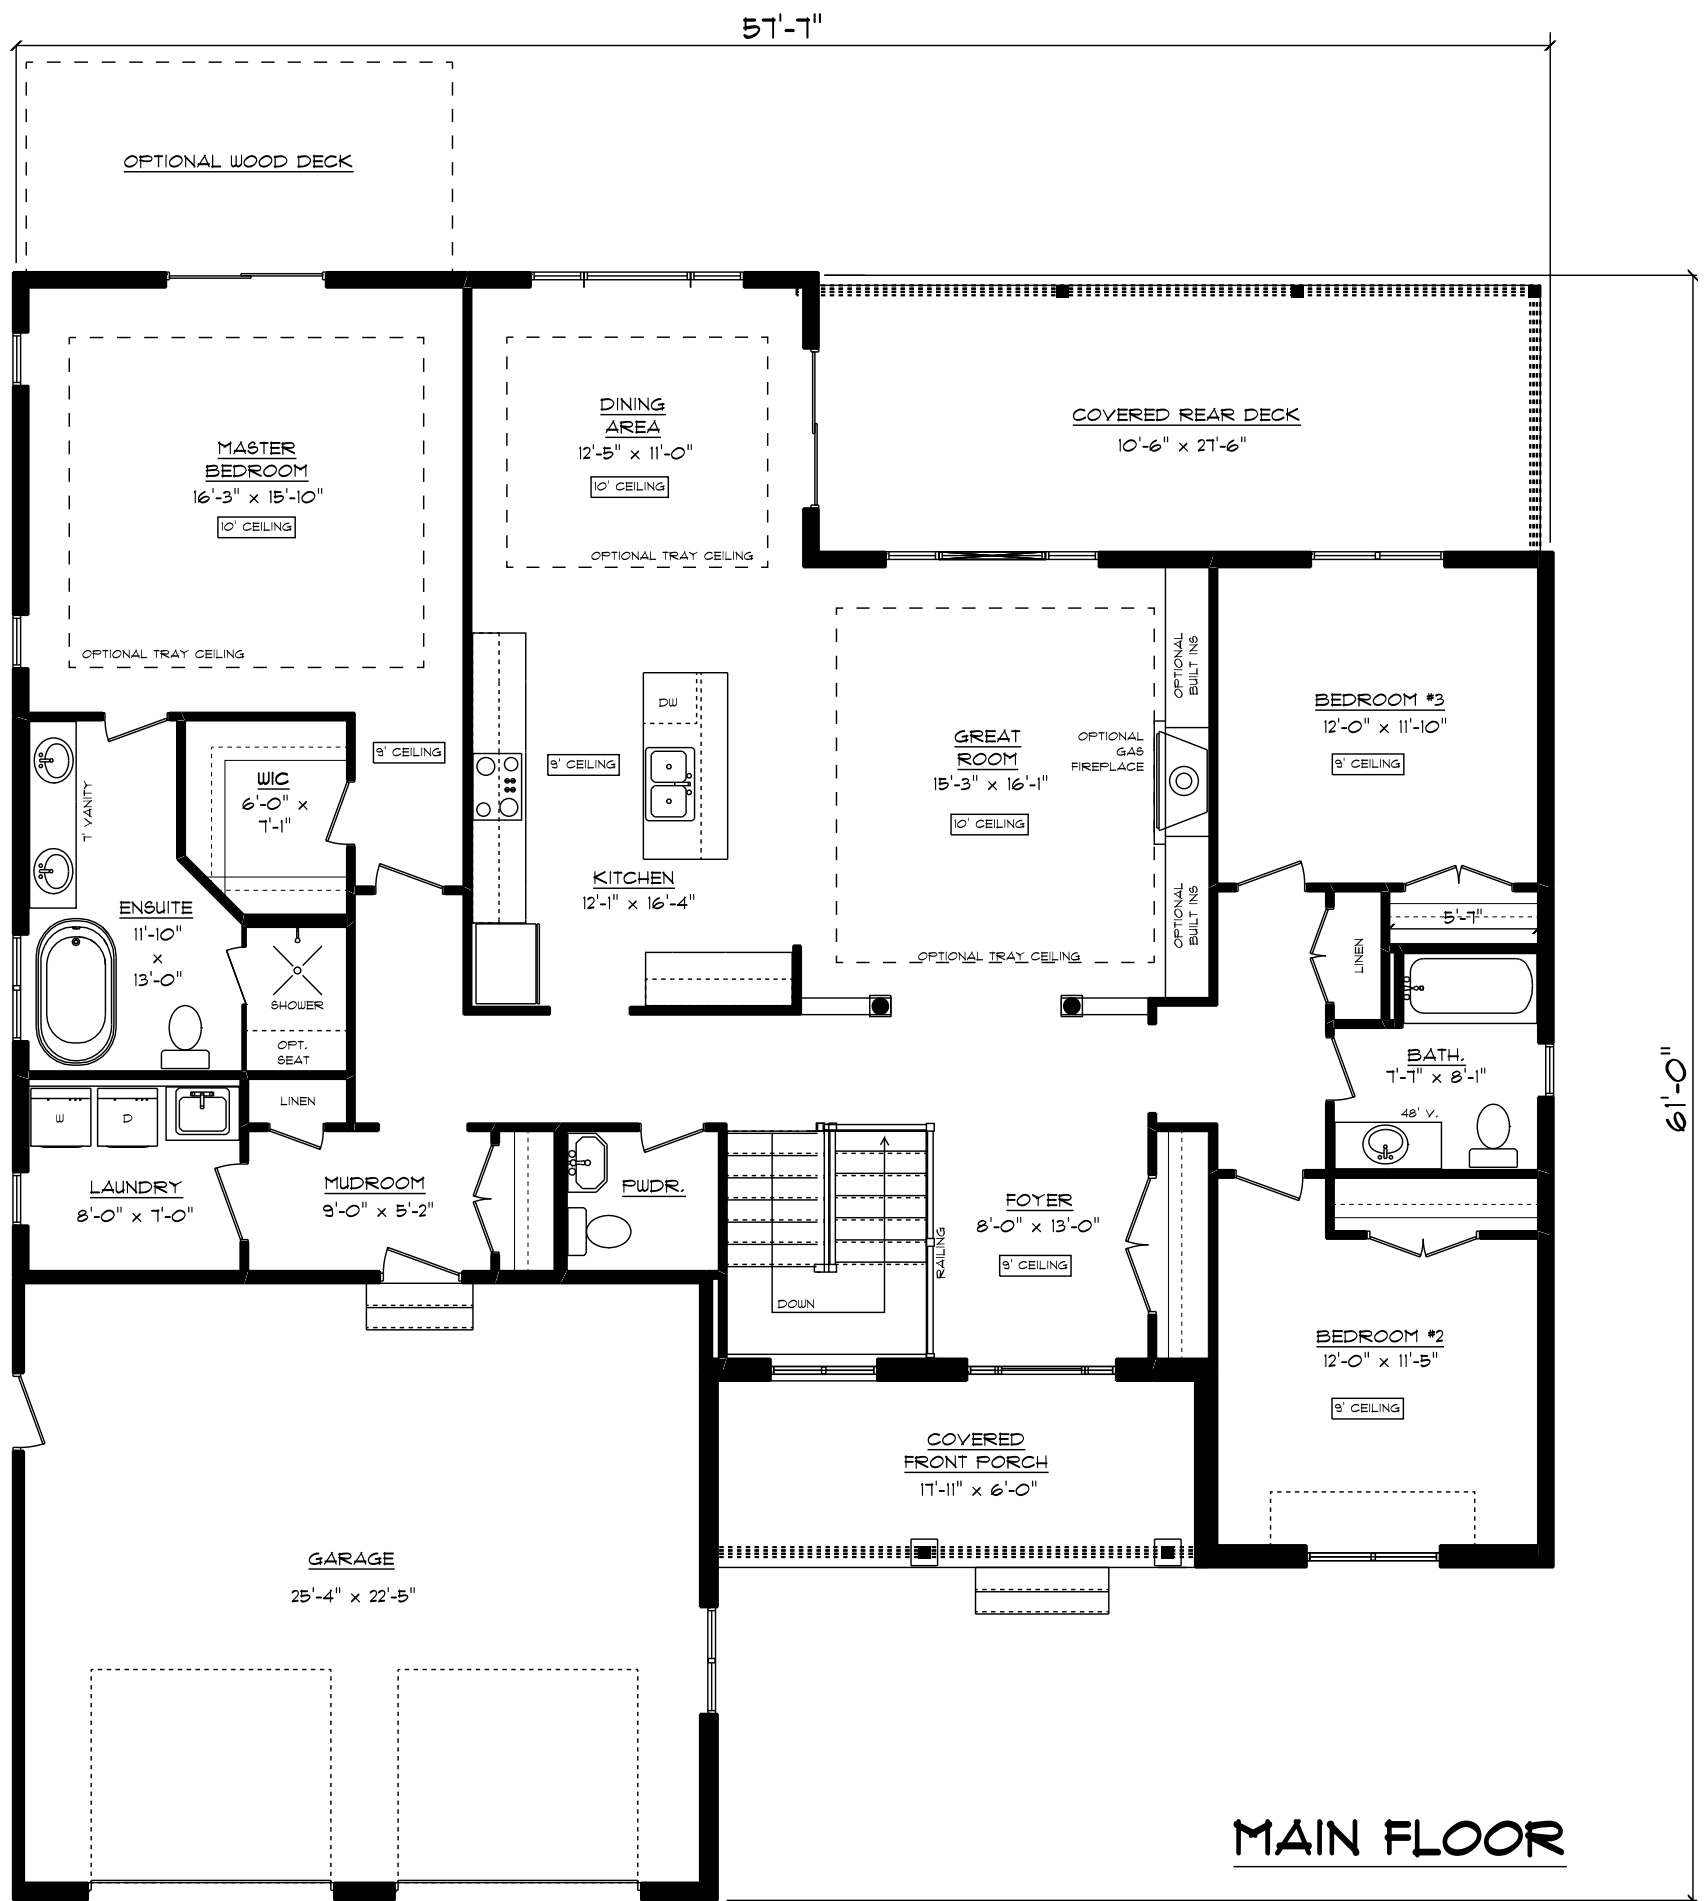 57'-7"
OPTIONAL WOOD DECK
DINING
AREA
12'-5" x 11'-0"
10' CEILING
OPTIONAL TRAY CEILING
COVERED REAR DECK
10'-6" x 27'-6"
MASTER
BEDROOM
16'-3" x 15'-10"
10' CEILING
OPTIONAL TRAY CEILING
9' CEILING
WIC
6'-0" x
7'-1"
7' VANITY
ENSUITE
11'-10"
x
13'-0"
SHOWER
OPT.
SEAT
DW
9' CEILING
KITCHEN
12'-1" x 16'-4"
GREAT
ROOM
15'-3" x 16'-1"
10' CEILING
OPTIONAL TRAY CEILING
OPTIONAL
BUILT INS
OPTIONAL
GAS
FIREPLACE
OPTIONAL
BUILT INS
BEDROOM #3
12'-0" x 11'-10"
9' CEILING
5'-7"
LINEN
BATH.
7'-7" x 8'-1"
48' V.
61'-0"
W
D
LINEN
LAUNDRY
8'-0" x 7'-0"
MUDROOM
9'-0" x 5'-2"
PWDR.
DOWN
RAILING
FOYER
8'-0" x 13'-0"
9' CEILING
BEDROOM #2
12'-0" x 11'-5"
9' CEILING
COVERED
FRONT PORCH
17'-11" x 6'-0"
GARAGE
25'-4" x 22'-5"
MAIN FLOOR